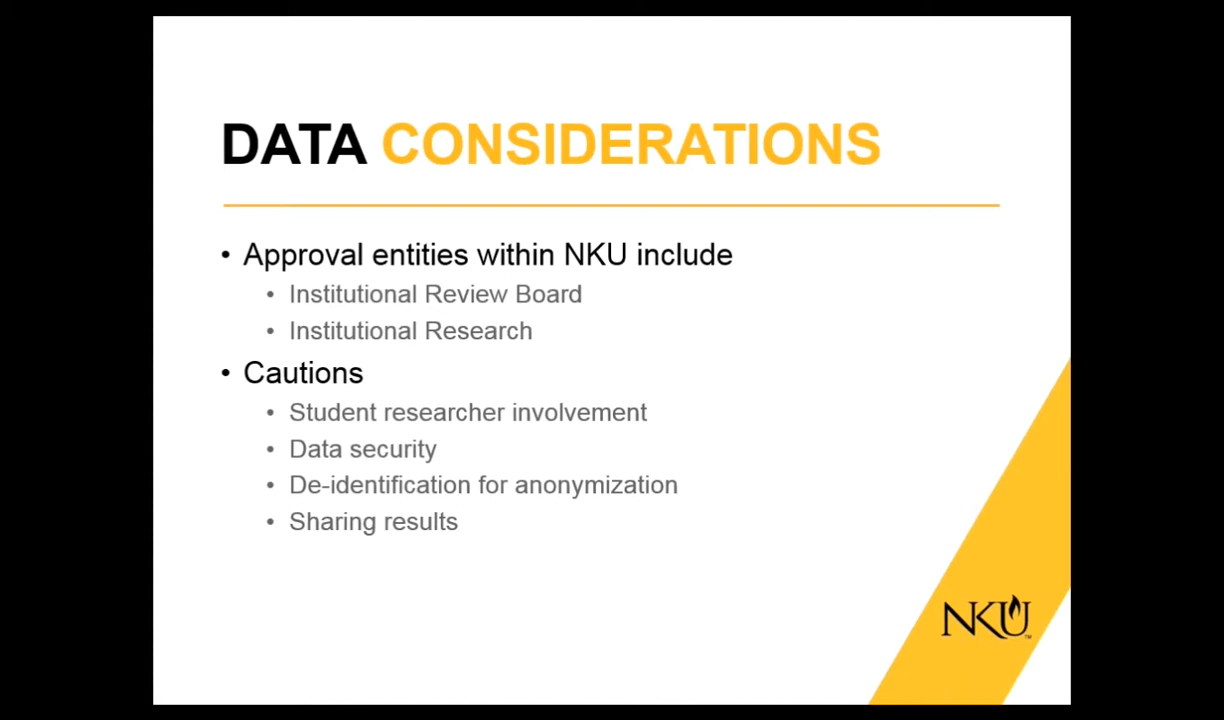 DATA CONSIDERATIONS
• Approval entities within NKU include
• Institutional Review Board
• Institutional Research
• Cautions
• Student researcher involvement
• Data security
• De-identification for anonymization
• Sharing results
NKU™